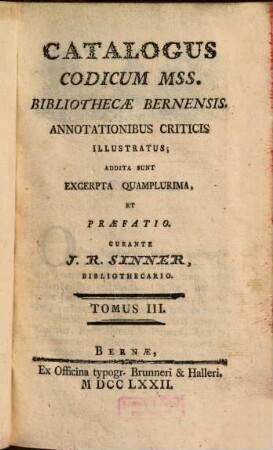 CATALOGUS
CODICUM MSS.
BIBLIOTHECÆ BERNENSIS.
ANNOTATIONIBUS CRITICIS
ILLUSTRATUS;
ADDITA SUNT
EXCERPTA QUAMPLURIMA,
ET
PRÆFATIO.
CURANTE
J. R. SINNER,
BIBLIOTHECARIO.
TOMUS III.
BERNÆ,
Ex Officina typogr. Brunneri & Halleri,
M DCC LXXII.